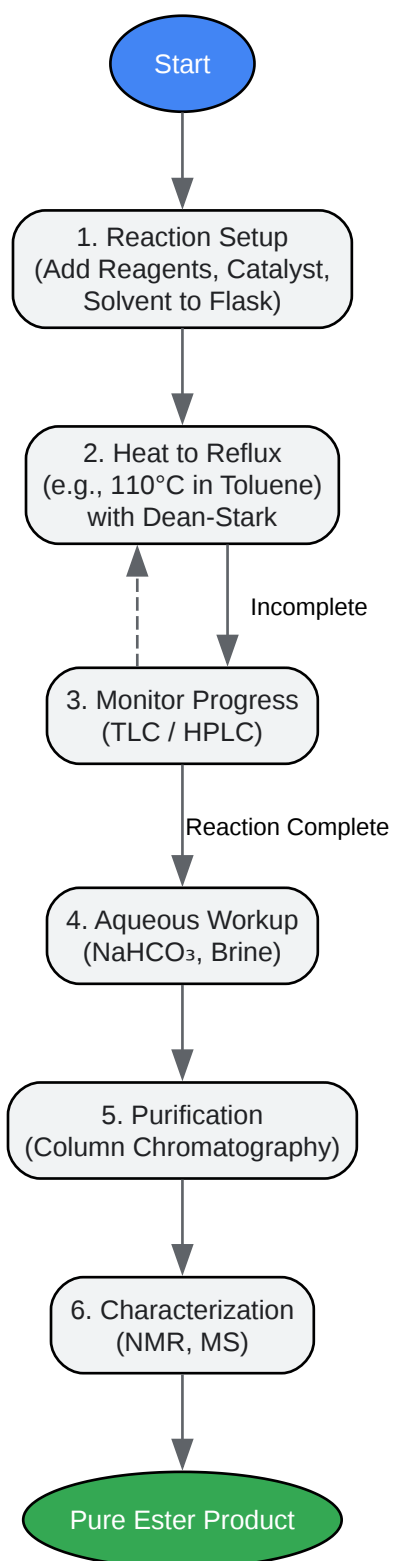 Start
1. Reaction Setup
(Add Reagents, Catalyst,
Solvent to Flask)
2. Heat to Reflux
(e.g., 110°C in Toluene)
with Dean-Stark
Incomplete
3. Monitor Progress
(TLC / HPLC)
Reaction Complete
4. Aqueous Workup
(NaHCO₃, Brine)
5. Purification
(Column Chromatography)
6. Characterization
(NMR, MS)
Pure Ester Product